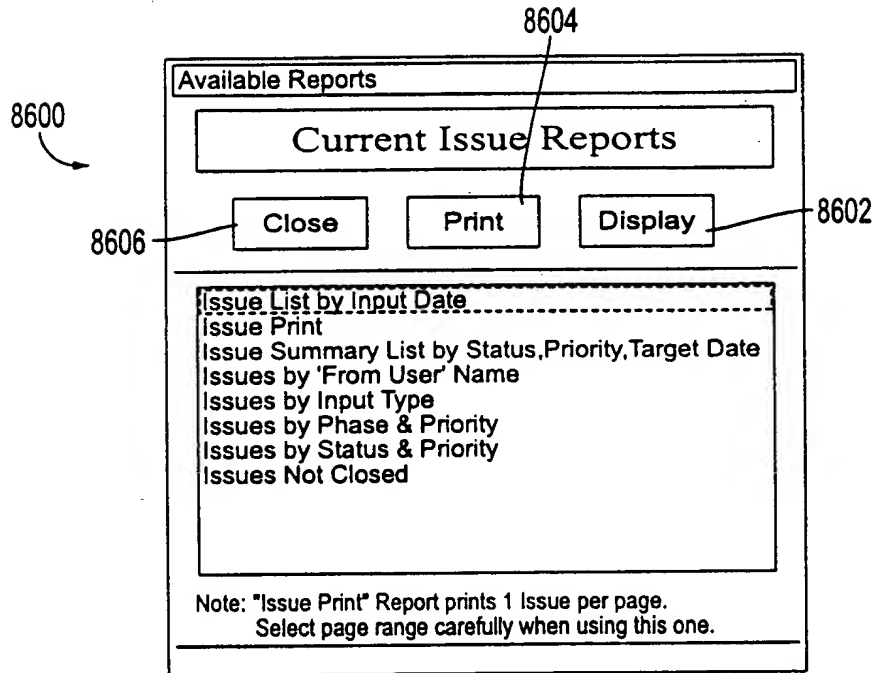 8604
Available Reports
8600
Current Issue Reports
Close
Print
Display
8602
8606
Issue List by Input Date
Issue Print
Issue Summary List by Status,Priority,Target Date
Issues by 'From User' Name
Issues by Input Type
Issues by Phase & Priority
Issues by Status & Priority
Issues Not Closed
Note: "Issue Print" Report prints 1 Issue per page.
Select page range carefully when using this one.